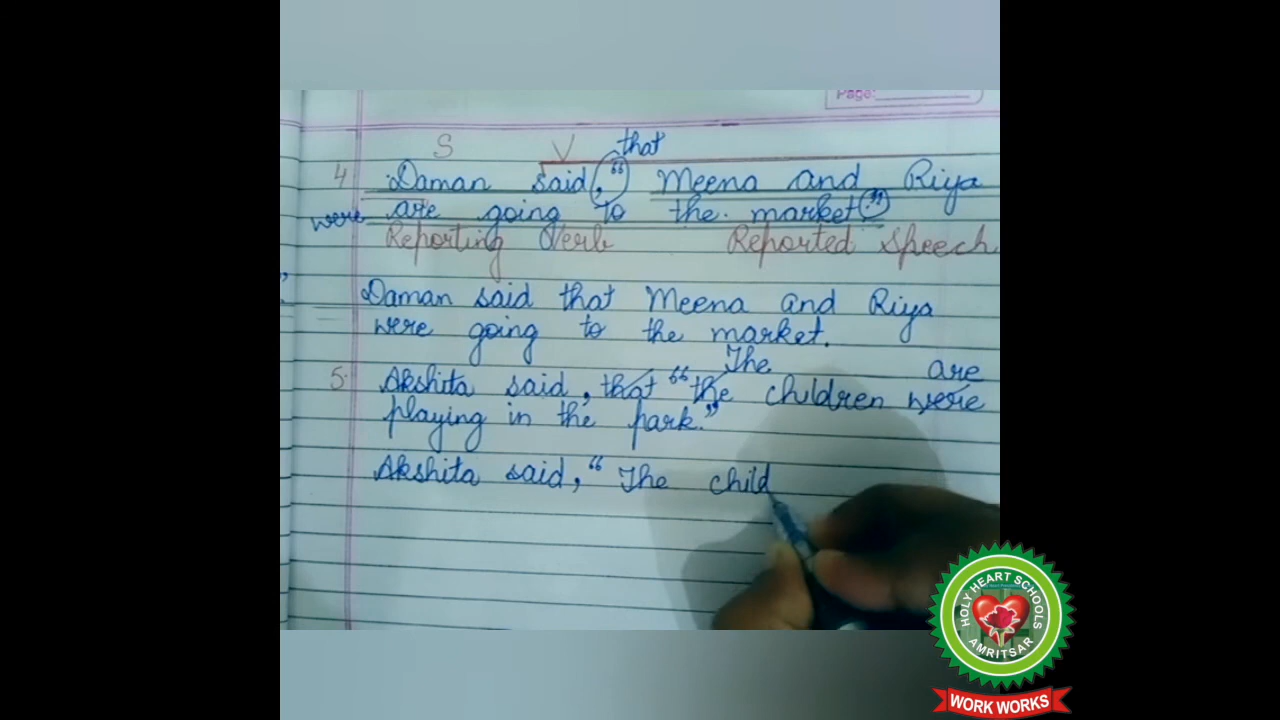 Page:
S V that
4 Daman said, “ Meena and Riya
were are going to the market”
Reporting Verb Reported speech
Daman said that Meena and Riya
were going to the market.
The are
5. Akshita said, that “the children were
playing in the park.”
Akshita said, “ The child
HOLY HEART SCHOOLS
AMRITSAR
WORK WORKS